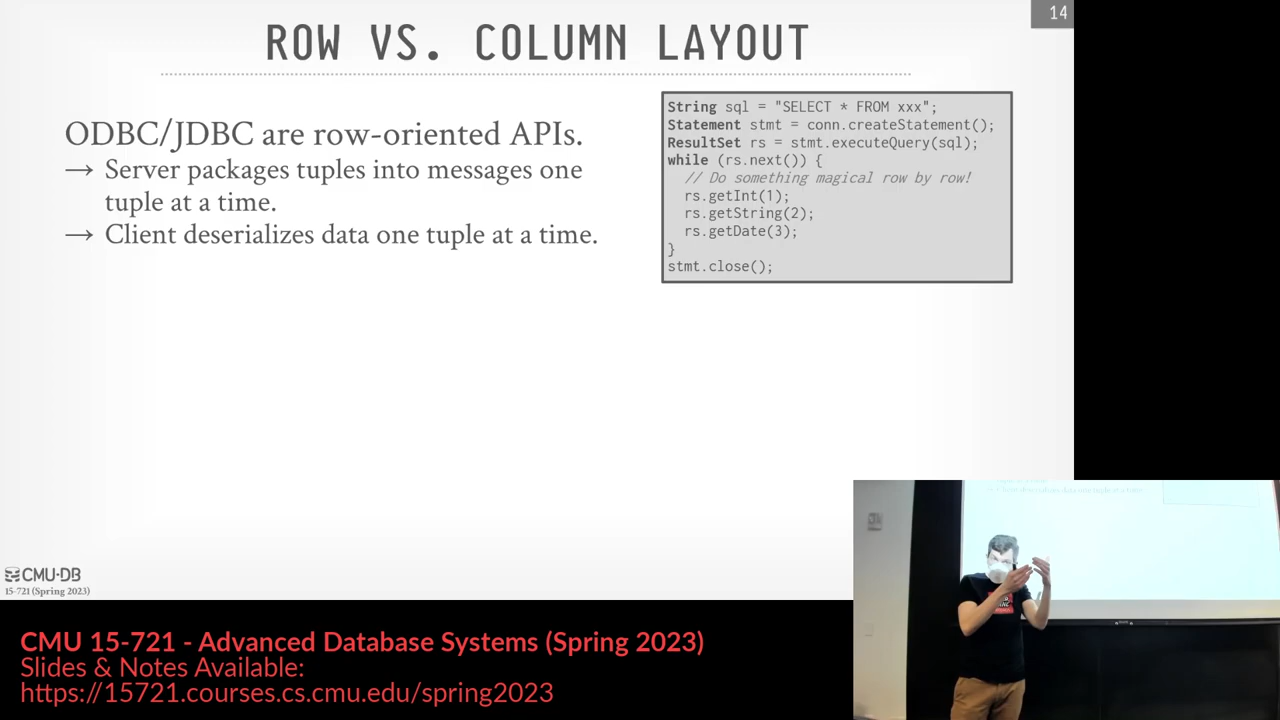 14
ROW VS. COLUMN LAYOUT
ODBC/JDBC are row-oriented APIs.
→ Server packages tuples into messages one
tuple at a time.
→ Client deserializes data one tuple at a time.
String sql = "SELECT * FROM xxx";
Statement stmt = conn.createStatement();
ResultSet rs = stmt.executeQuery(sql);
while (rs.next()) {
// Do something magical row by row!
rs.getInt(1);
rs.getString(2);
rs.getDate(3);
}
stmt.close();
CMU·DB
15-721 (Spring 2023)
CMU 15-721 - Advanced Database Systems (Spring 2023)
Slides & Notes Available:
https://15721.courses.cs.cmu.edu/spring2023